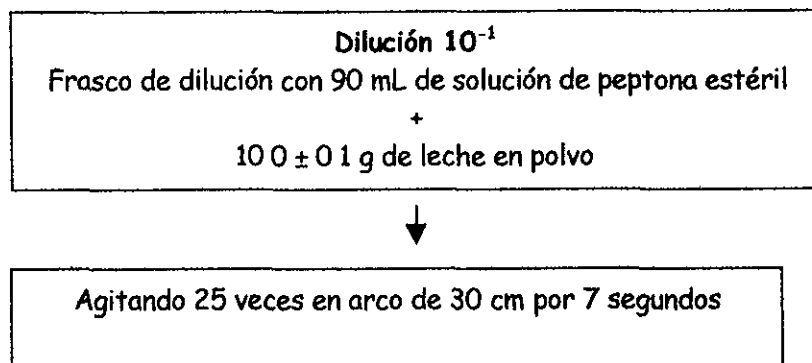 Dilución 10⁻¹
Frasco de dilución con 90 mL de solución de peptona estéril
+
10 0 ± 0 1 g de leche en polvo
Agitando 25 veces en arco de 30 cm por 7 segundos